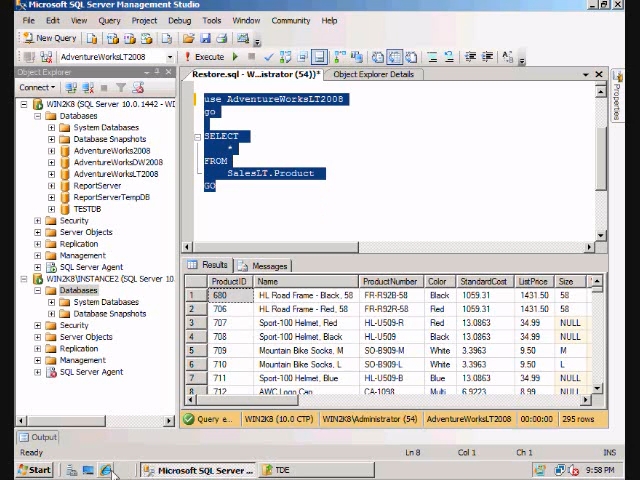 Microsoft SQL Server Management Studio
File Edit View Query Project Debug Tools Window Community Help
New Query
AdventureWorksLT2008 Execute
Object Explorer
Connect
WIN2K8 (SQL Server 10.0.1442 - WI
Databases
System Databases
Database Snapshots
AdventureWorks2008
AdventureWorksDW2008
AdventureWorksLT2008
ReportServer
ReportServerTempDB
TESTDB
Security
Server Objects
Replication
Management
SQL Server Agent
WIN2K8\INSTANCE2 (SQL Server 10
Databases
System Databases
Database Snapshots
Security
Server Objects
Replication
Management
SQL Server Agent
Restore.sql - W...istrator (54))* Object Explorer Details
use AdventureWorksLT2008
go
SELECT
*
FROM
SalesLT.Product
GO
Properties
Results Messages
ProductID Name ProductNumber Color StandardCost ListPrice Size
1 680 HL Road Frame - Black, 58 FR-R92B-58 Black 1059.31 1431.50 58
2 706 HL Road Frame - Red, 58 FR-R92R-58 Red 1059.31 1431.50 58
3 707 Sport-100 Helmet, Red HL-U509-R Red 13.0863 34.99 NULL
4 708 Sport-100 Helmet, Black HL-U509 Black 13.0863 34.99 NULL
5 709 Mountain Bike Socks, M SO-B909-M White 3.3963 9.50 M
6 710 Mountain Bike Socks, L SO-B909-L White 3.3963 9.50 L
7 711 Sport-100 Helmet, Blue HL-U509-B Blue 13.0863 34.99 NULL
8 712 AWC Logo Cap CA-1098 Multi 6.9223 8.99 NULL
Query e... WIN2K8 (10.0 CTP) WIN2K8\Administrator (54) AdventureWorksLT2008 00:00:00 295 rows
Output
Ready Ln 8 Col 1 Ch 1 INS
Start Microsoft SQL Server ... TDE 9:58 PM